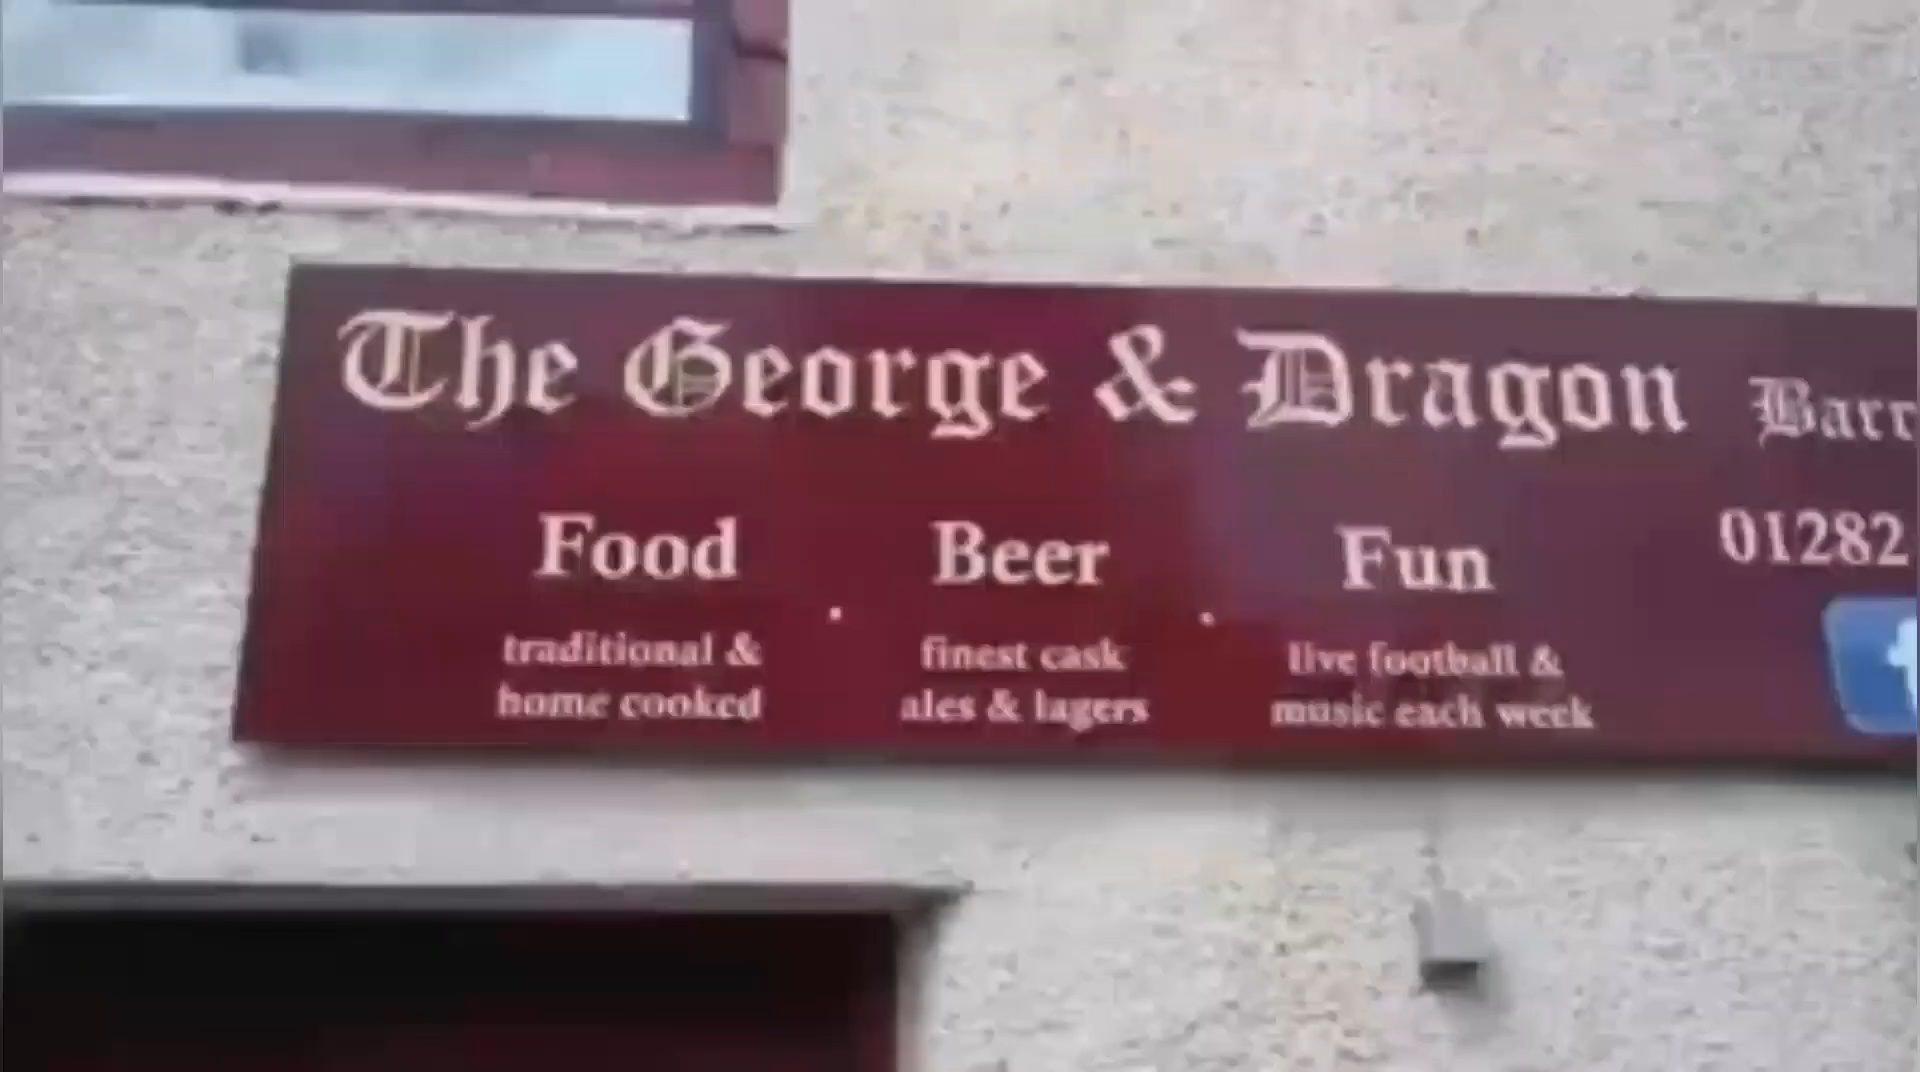 The George & Dragon Barr
Food Beer Fun 01282
traditional & finest cask live football &
home cooked ales & lagers music each week